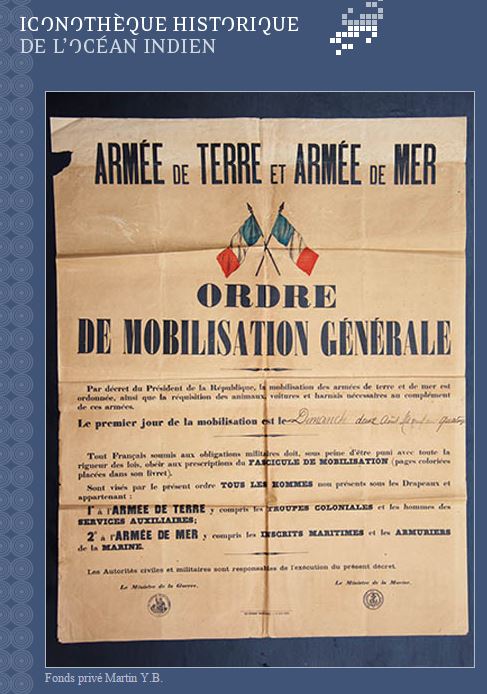 ICONOTHÈQUE HISTORIQUE
DE L'OCÉAN INDIEN
ARMÉE DE TERRE ET ARMÉE DE MER
ORDRE
DE MOBILISATION GÉNÉRALE
Par décret du Président de la République, la mobilisation des armées de terre et de mer est
ordonnée, ainsi que la réquisition des animaux, voitures et harnais nécessaires au complément
de ces armées.
Le premier jour de la mobilisation est le Dimanche deux Août
Tout Français soumis aux obligations militaires doit, sous peine d'être puni avec toute la
rigueur des lois, obéir aux prescriptions du FASCICULE DE MOBILISATION (pages coloriées
placées dans son livret).
Sont visés par le présent ordre TOUS LES HOMMES non présents sous les Drapeaux et
appartenant :
1° à l'ARMÉE DE TERRE y compris les TROUPES COLONIALES et les hommes des
SERVICES AUXILIAIRES;
2° à l'ARMÉE DE MER y compris les INSCRITS MARITIMES et les ARMURIERS
de la MARINE.
Les Autorités civiles et militaires sont responsables de l'exécution du présent décret.
Le Ministre de la Guerre, Le Ministre de la Marine,
Fonds privé Martin Y.B.